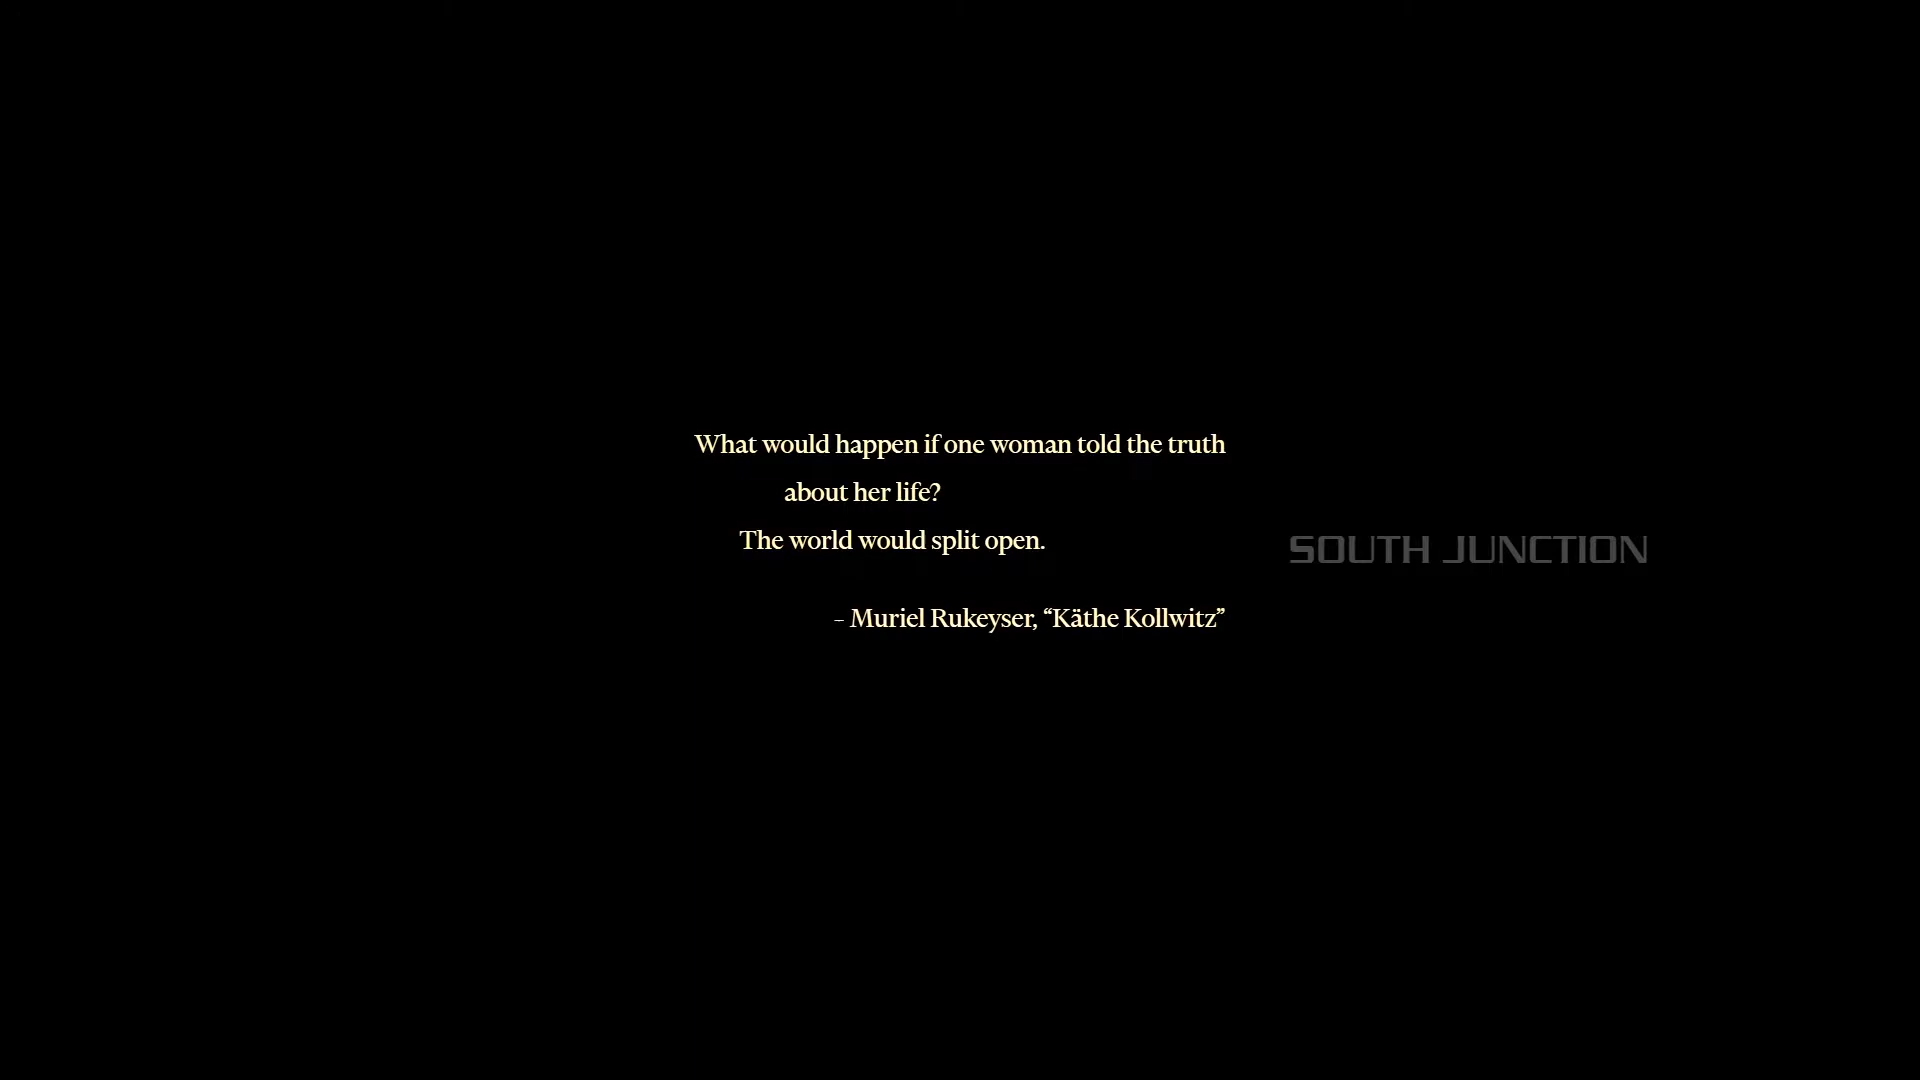 What would happen if one woman told the truth
about her life?
The world would split open.
SOUTH JUNCTION
– Muriel Rukeyser, “Käthe Kollwitz”